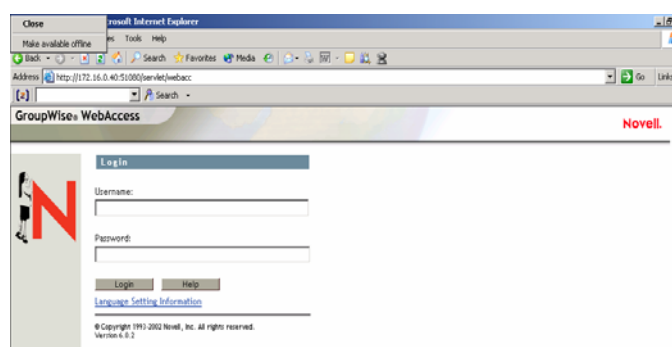 Close
rosoft Internet Explorer
Make available offline
es Tools Help
Back Search Favorites Media
Address http://172.16.0.40:51080/servlet/webacc Go Links
Search
GroupWise® WebAccess
Novell.
Login
Username:
Password:
Login Help
Language Setting Information
© Copyright 1993-2002 Novell, Inc. All rights reserved.
Version 6.0.2